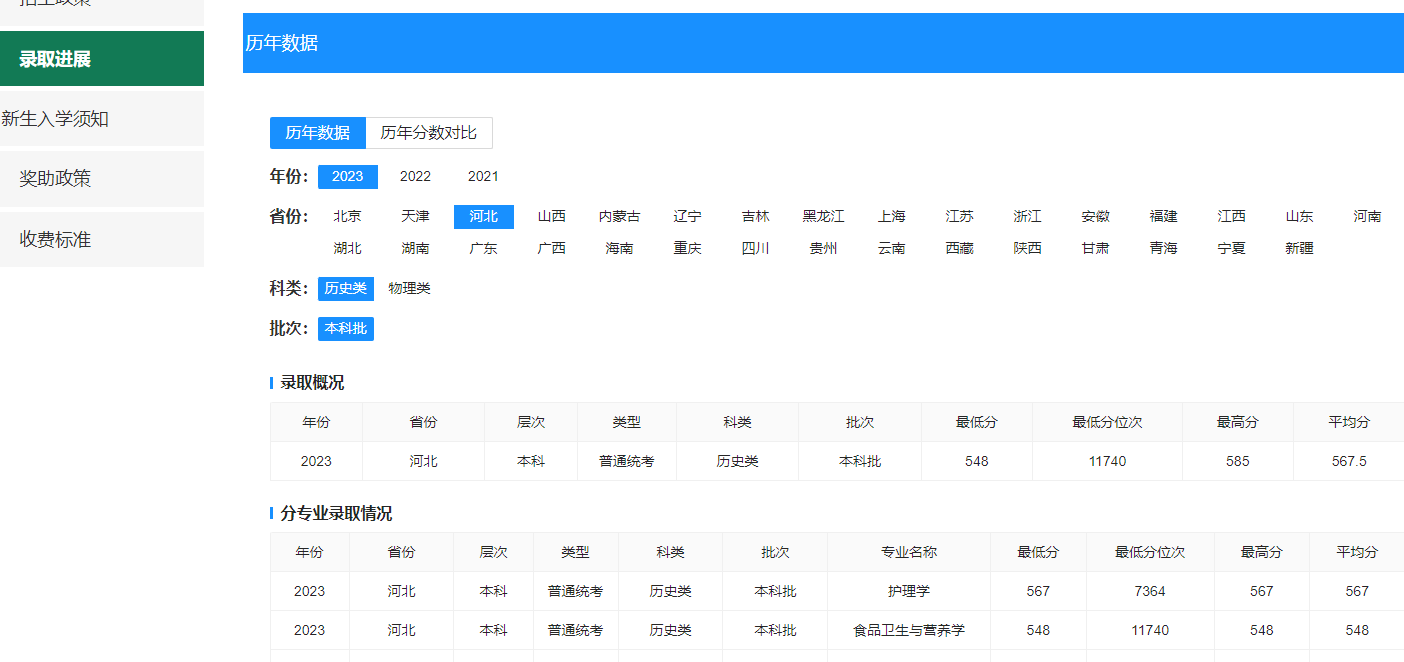 招生政策
录取进展
新生入学须知
奖助政策
收费标准
历年数据
历年数据 历年分数对比
年份： 2023 2022 2021
省份： 北京 天津 河北 山西 内蒙古 辽宁 吉林 黑龙江 上海 江苏 浙江 安徽 福建 江西 山东 河南
湖北 湖南 广东 广西 海南 重庆 四川 贵州 云南 西藏 陕西 甘肃 青海 宁夏 新疆
科类： 历史类 物理类
批次： 本科批
录取概况
年份 省份 层次 类型 科类 批次 最低分 最低分位次 最高分 平均分
2023 河北 本科 普通统考 历史类 本科批 548 11740 585 567.5
分专业录取情况
年份 省份 层次 类型 科类 批次 专业名称 最低分 最低分位次 最高分 平均分
2023 河北 本科 普通统考 历史类 本科批 护理学 567 7364 567 567
2023 河北 本科 普通统考 历史类 本科批 食品卫生与营养学 548 11740 548 548